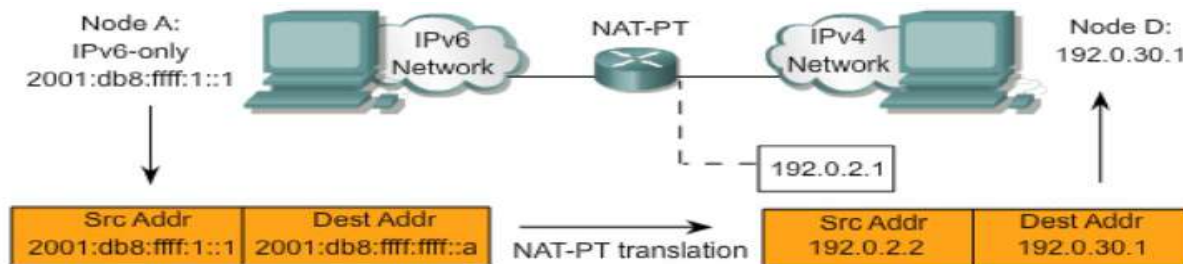 Node A:
IPv6-only
2001:db8:ffff:1::1
IPv6
Network
NAT-PT
IPv4
Network
Node D:
192.0.30.1
192.0.2.1
Src Addr
2001:db8:ffff:1::1
Dest Addr
2001:db8:ffff:ffff::a
NAT-PT translation
Src Addr
192.0.2.2
Dest Addr
192.0.30.1